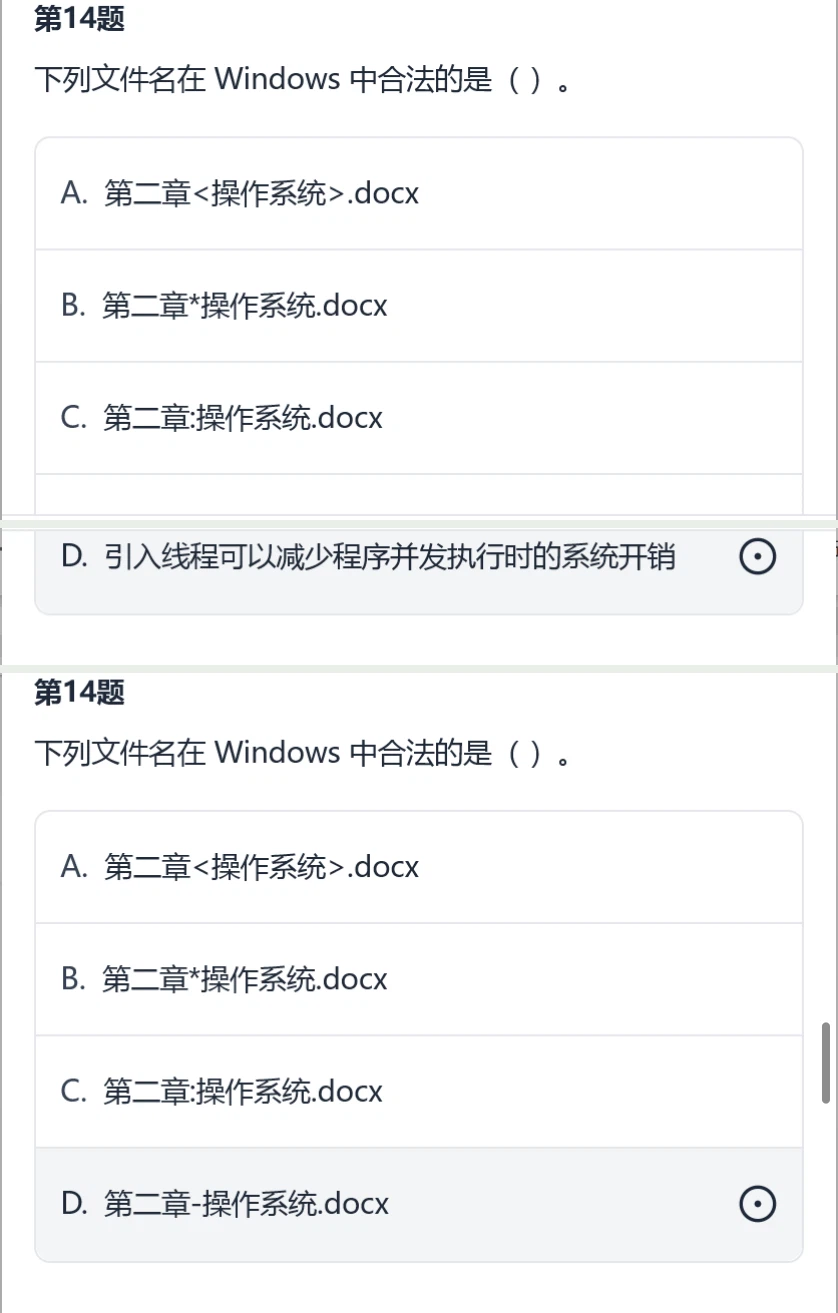 第14题
下列文件名在 Windows 中合法的是（ ）。
A. 第二章<操作系统>.docx
B. 第二章*操作系统.docx
C. 第二章:操作系统.docx
D. 引入线程可以减少程序并发执行时的系统开销
第14题
下列文件名在 Windows 中合法的是（ ）。
A. 第二章<操作系统>.docx
B. 第二章*操作系统.docx
C. 第二章:操作系统.docx
D. 第二章-操作系统.docx